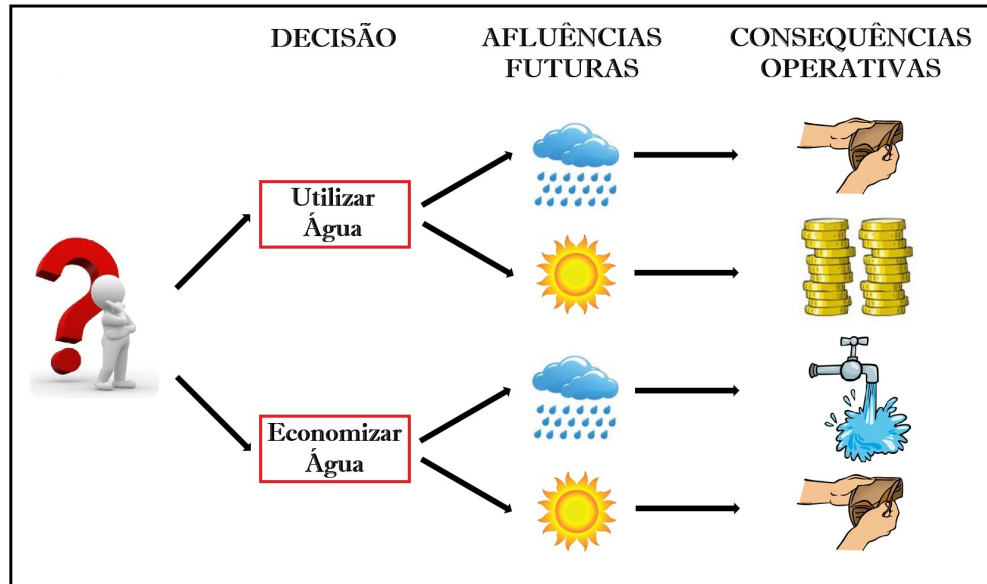 DECISÃO
AFLUÊNCIAS
FUTURAS
CONSEQUÊNCIAS
OPERATIVAS
Utilizar
Água
Economizar
Água